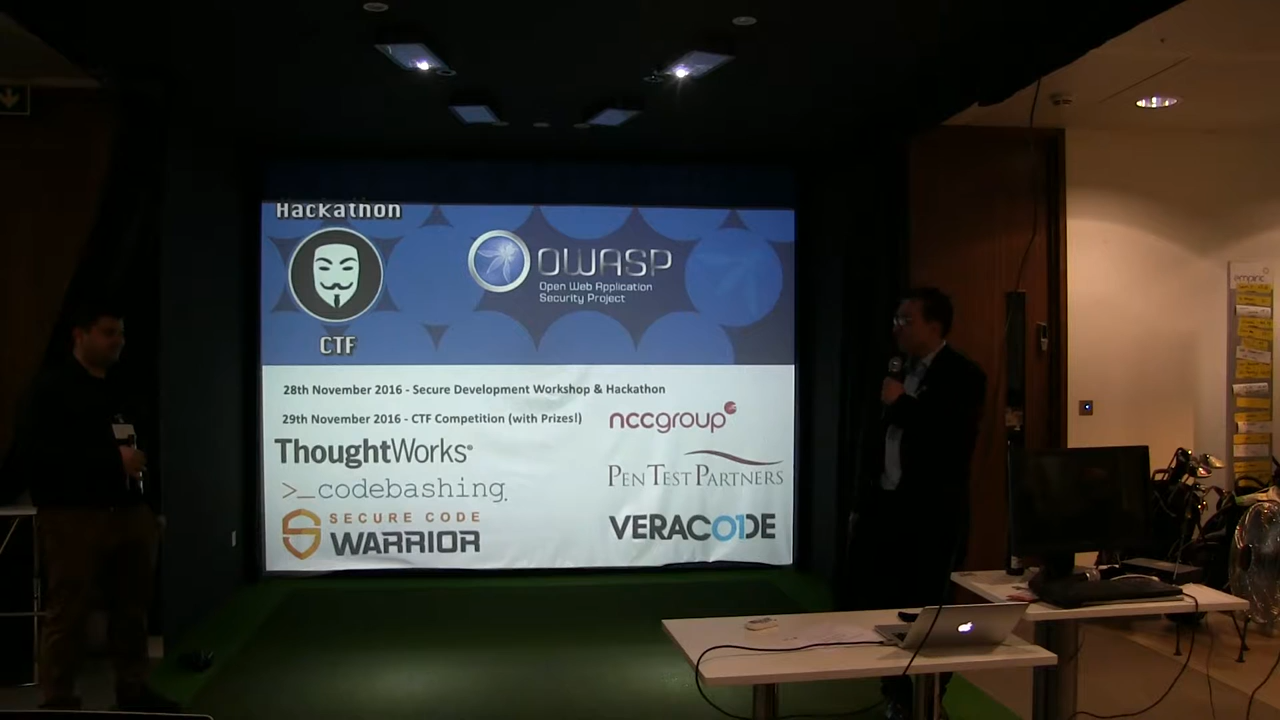 Hackathon
OWASP
Open Web Application
Security Project
CTF
28th November 2016 - Secure Development Workshop & Hackathon
29th November 2016 - CTF Competition (with Prizes!)
nccgroup
ThoughtWorks®
PEN TEST PARTNERS
>_codebashing.
SECURE CODE
WARRIOR
VERACODE
empiric